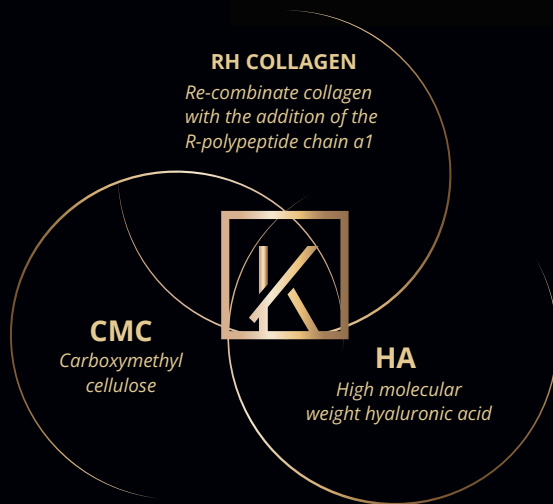 RH COLLAGEN
Re-combinate collagen
with the addition of the
R-polypeptide chain a1
K
CMC
Carboxymethyl
cellulose
HA
High molecular
weight hyaluronic acid